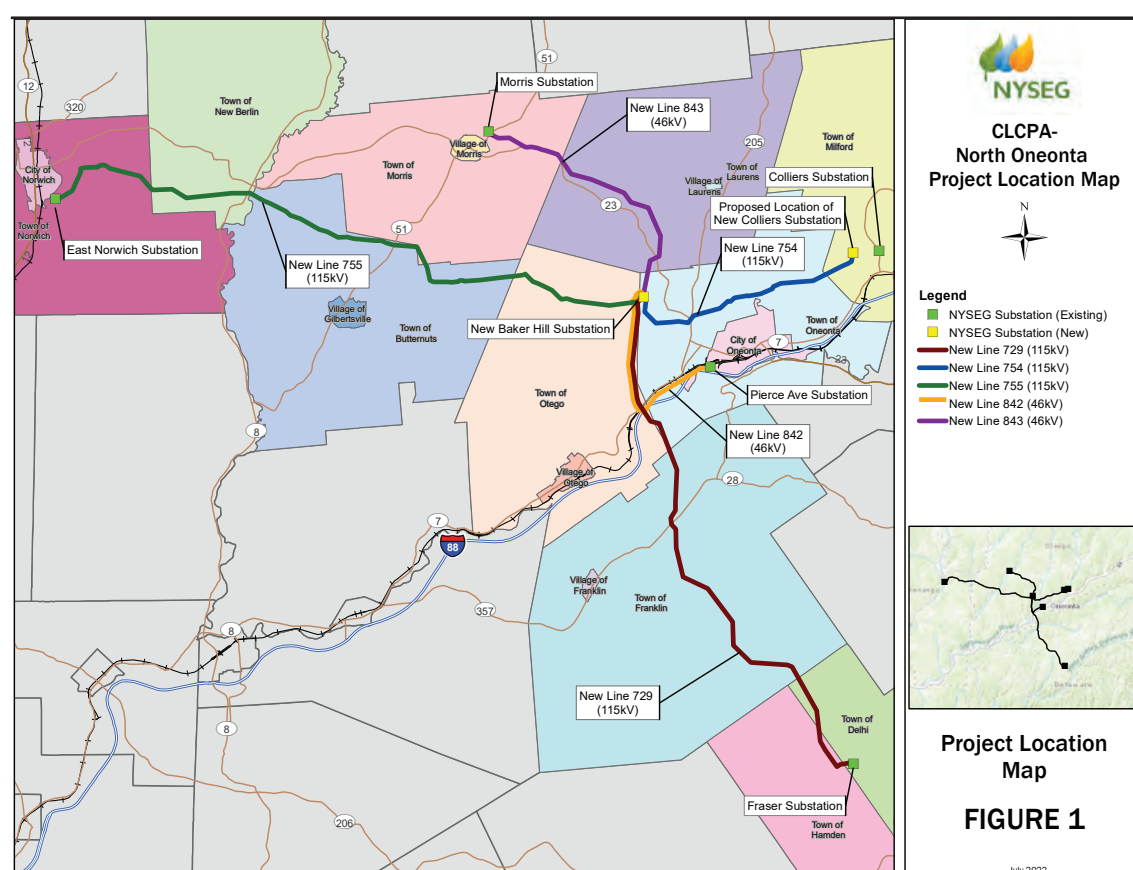 51
12
Morris Substation
320
Town of
New Berlin
New Line 843
(46kV)
Village of
Morris
205
Town of
Milford
City of
Norwich
Town of
Morris
Town of
Laurens
Village of
Laurens
Colliers Substation
23
Proposed Location of
New Colliers Substation
Town of
Norwich
51
East Norwich Substation
New Line 754
(115kV)
12
New Line 755
(115kV)
Village of
Gilbertsville
New Baker Hill Substation
Town of
Butternuts
City of
Oneonta
7
Town of
Oneonta
23
Town of
Otego
Pierce Ave Substation
8
New Line 842
(46kV)
Village of
Otego
28
7
88
Village of
Franklin
Town of
Franklin
357
8
New Line 729
(115kV)
8
Town of
Delhi
Fraser Substation
206
Town of
Hamden
NYSEG
CLCPA-
North Oneonta
Project Location Map
N
Legend
NYSEG Substation (Existing)
NYSEG Substation (New)
New Line 729 (115kV)
New Line 754 (115kV)
New Line 755 (115kV)
New Line 842 (46kV)
New Line 843 (46kV)
Otsego
Oneonta
Delaware
Project Location
Map
FIGURE 1
July 2022